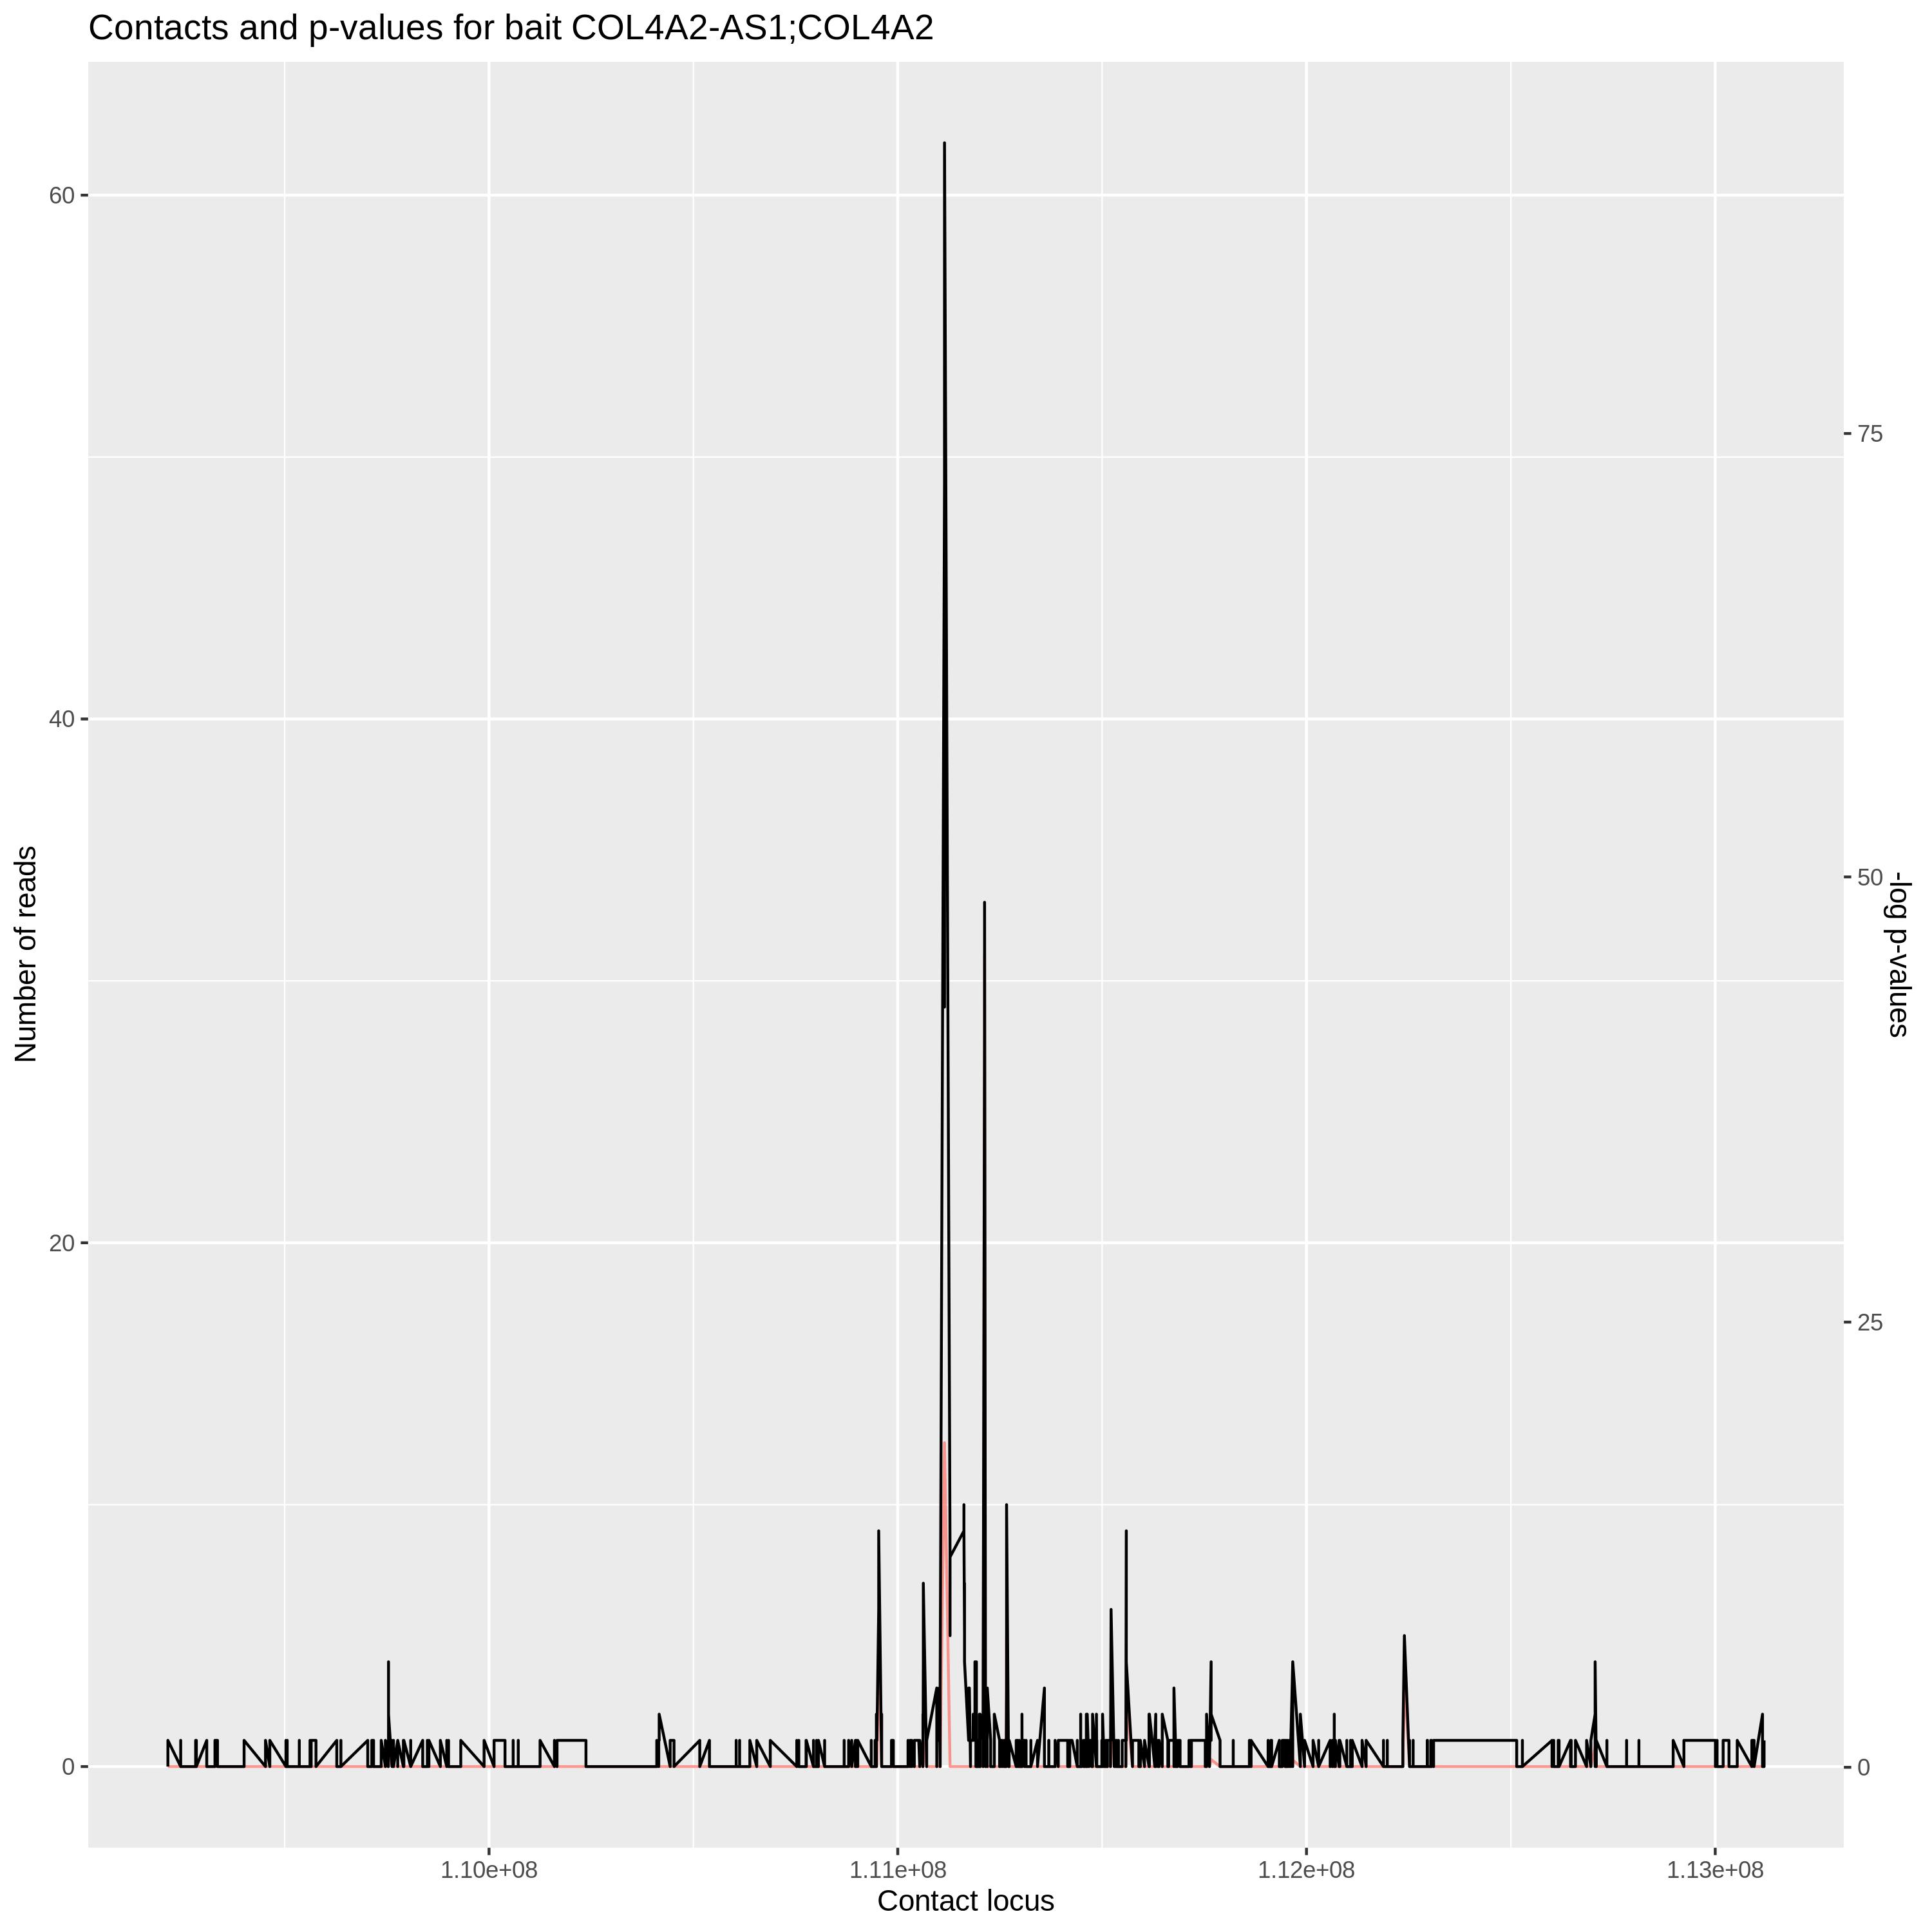 Contacts and p-values for bait COL4A2-AS1;COL4A2
60
40
20
0
Number of reads
75
50
25
0
-log p-values
1.10e+08
1.11e+08
1.12e+08
1.13e+08
Contact locus